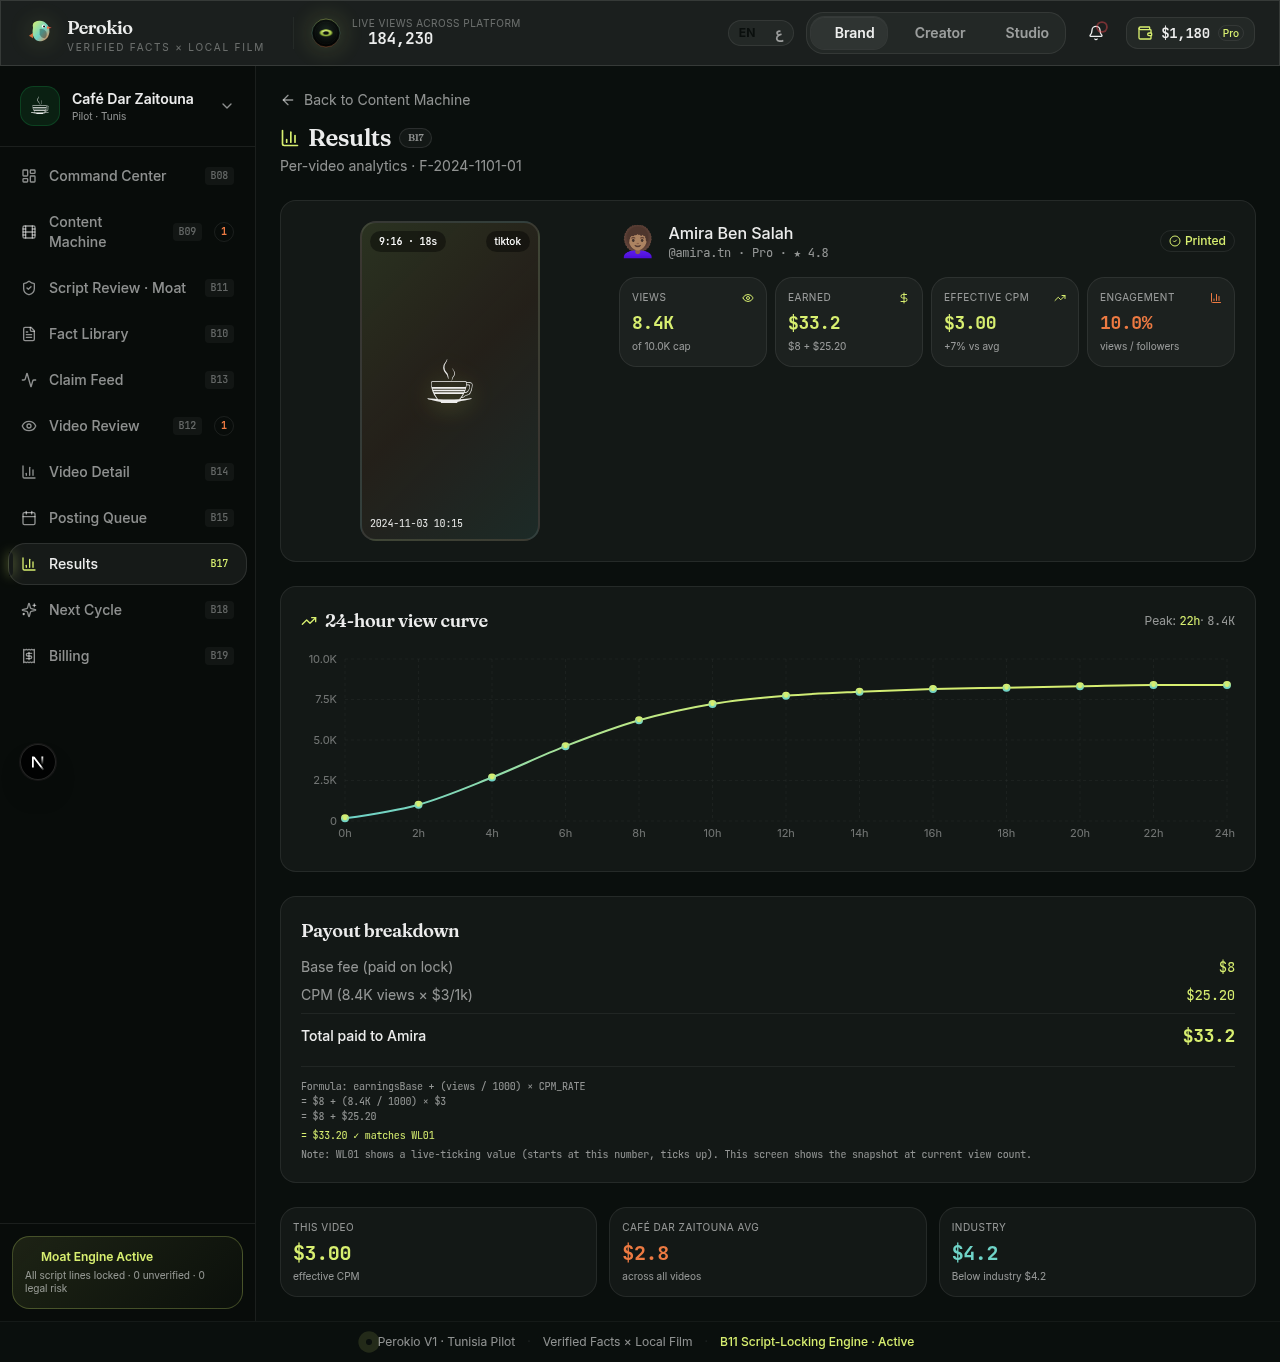 Perokio
VERIFIED FACTS × LOCAL FILM
LIVE VIEWS ACROSS PLATFORM
184,230
EN ع
Brand Creator Studio
$1,180 Pro
Café Dar Zaitouna
Pilot · Tunis
Command Center B08
Content Machine B09 1
Script Review · Moat B11
Fact Library B10
Claim Feed B13
Video Review B12 1
Video Detail B14
Posting Queue B15
Results B17
Next Cycle B18
Billing B19
N
Moat Engine Active
All script lines locked · 0 unverified · 0
legal risk
Back to Content Machine
Results B17
Per-video analytics · F-2024-1101-01
9:16 · 18s tiktok
2024-11-03 10:15
Amira Ben Salah
@amira.tn · Pro · ★ 4.8
Printed
VIEWS
8.4K
of 10.0K cap
EARNED
$33.2
$8 + $25.20
EFFECTIVE CPM
$3.00
+7% vs avg
ENGAGEMENT
10.0%
views / followers
24-hour view curve
Peak: 22h · 8.4K
10.0K
7.5K
5.0K
2.5K
0
0h 2h 4h 6h 8h 10h 12h 14h 16h 18h 20h 22h 24h
Payout breakdown
Base fee (paid on lock) $8
CPM (8.4K views × $3/1k) $25.20
Total paid to Amira $33.2
Formula: earningsBase + (views / 1000) × CPM_RATE
= $8 + (8.4K / 1000) × $3
= $8 + $25.20
= $33.20 ✓ matches WL01
Note: WL01 shows a live-ticking value (starts at this number, ticks up). This screen shows the snapshot at current view count.
THIS VIDEO
$3.00
effective CPM
CAFÉ DAR ZAITOUNA AVG
$2.8
across all videos
INDUSTRY
$4.2
Below industry $4.2
Perokio V1 · Tunisia Pilot · Verified Facts × Local Film · B11 Script-Locking Engine · Active